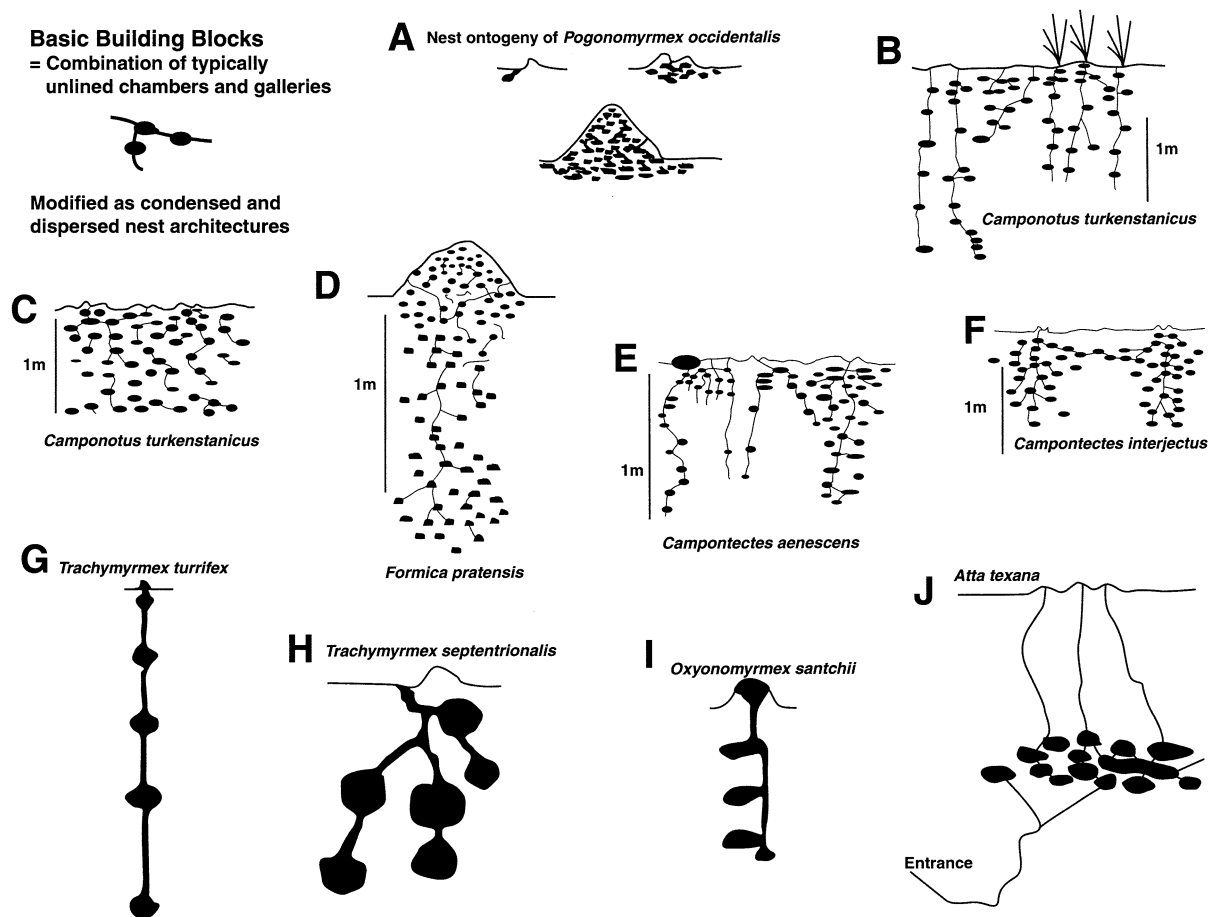 Basic Building Blocks
= Combination of typically
unlined chambers and galleries
Modified as condensed and
dispersed nest architectures
A
Nest ontogeny of Pogonomyrmex occidentalis
B
1m
Camponotus turkenstanicus
C
1m
Camponotus turkenstanicus
D
1m
Formica pratensis
E
1m
Campontectes aenescens
F
1m
Campontectes interjectus
G
Trachymyrmex turrifex
H
Trachymyrmex septentrionalis
I
Oxyonomyrmex santchii
J
Atta texana
Entrance